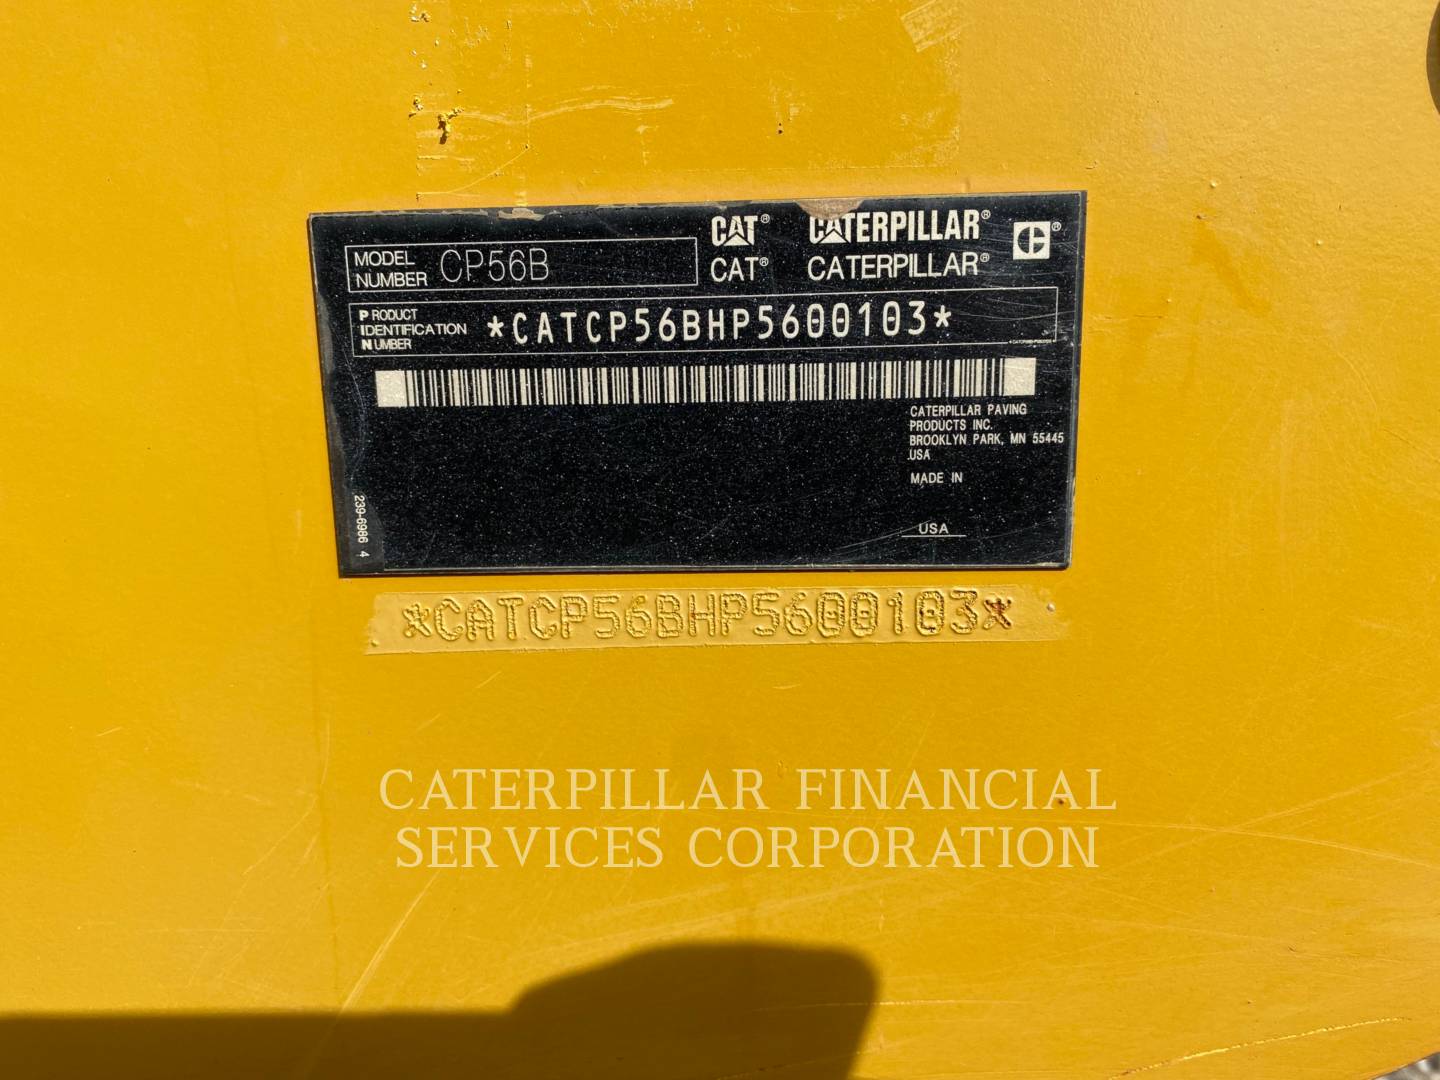 CAT® CATERPILLAR® CE®
MODEL
NUMBER CP56B
CAT® CATERPILLAR®
PRODUCT
IDENTIFICATION
NUMBER
*CATCP56BHP5600103*
CATERPILLAR PAVING
PRODUCTS INC.
BROOKLYN PARK, MN 55445
USA
MADE IN
USA
239-6986 4
*CATCP56BHP5600103*
CATERPILLAR FINANCIAL
SERVICES CORPORATION